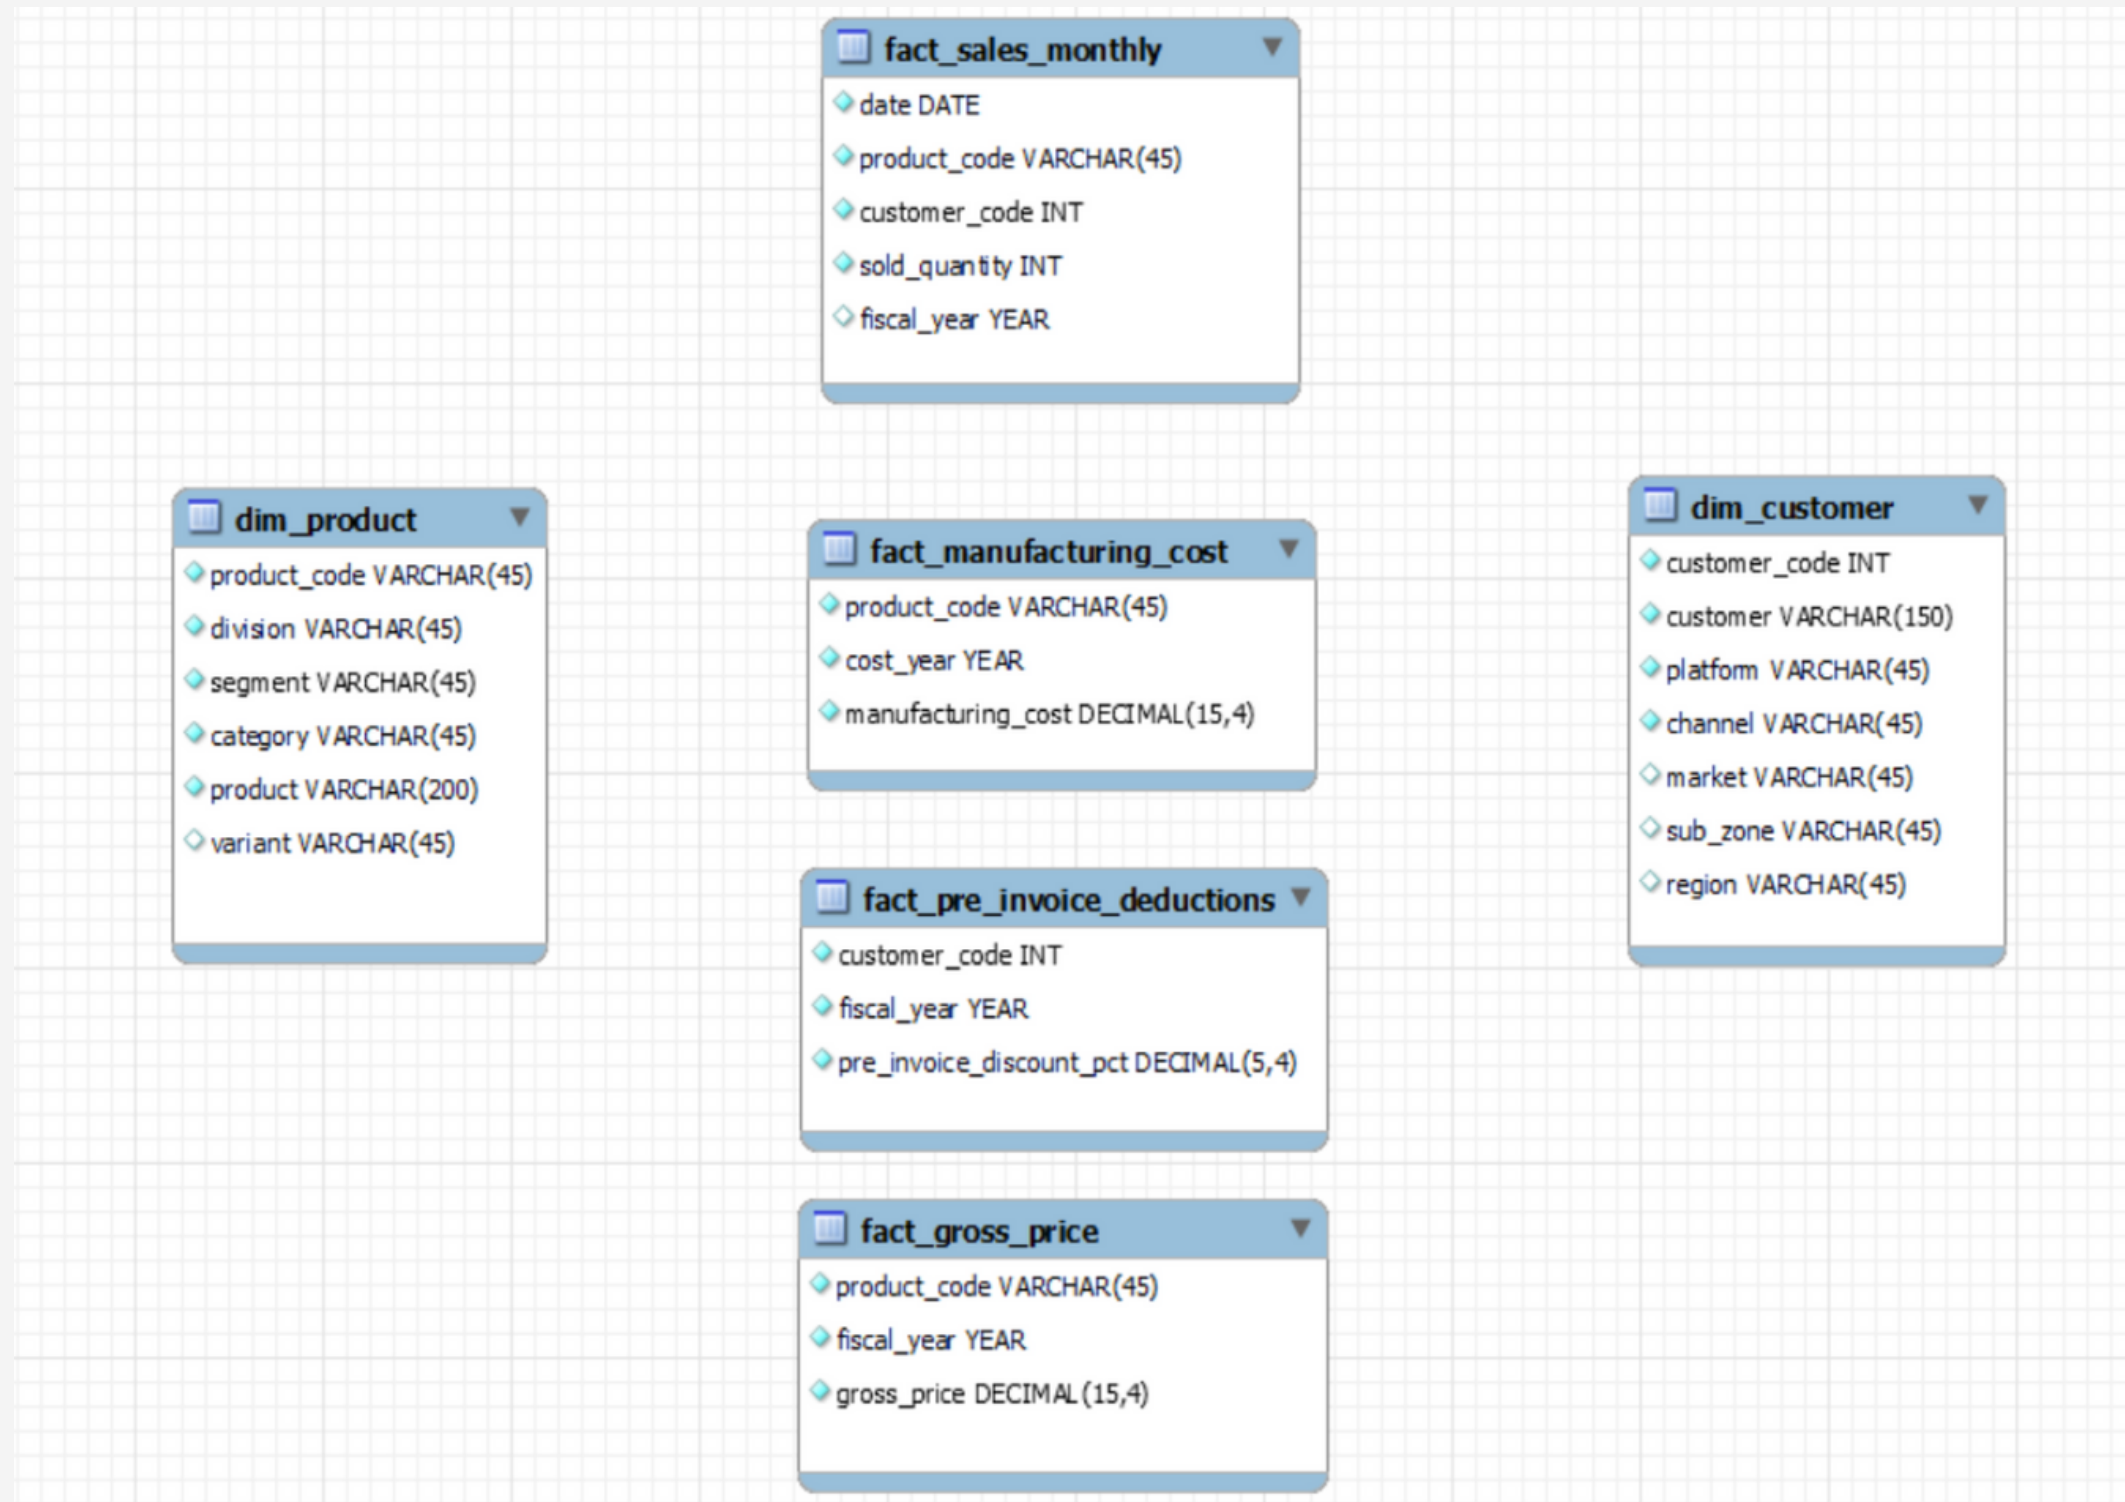 fact_sales_monthly
date DATE
product_code VARCHAR(45)
customer_code INT
sold_quantity INT
fiscal_year YEAR
dim_product
product_code VARCHAR(45)
division VARCHAR(45)
segment VARCHAR(45)
category VARCHAR(45)
product VARCHAR(200)
variant VARCHAR(45)
fact_manufacturing_cost
product_code VARCHAR(45)
cost_year YEAR
manufacturing_cost DECIMAL(15,4)
dim_customer
customer_code INT
customer VARCHAR(150)
platform VARCHAR(45)
channel VARCHAR(45)
market VARCHAR(45)
sub_zone VARCHAR(45)
region VARCHAR(45)
fact_pre_invoice_deductions
customer_code INT
fiscal_year YEAR
pre_invoice_discount_pct DECIMAL(5,4)
fact_gross_price
product_code VARCHAR(45)
fiscal_year YEAR
gross_price DECIMAL(15,4)